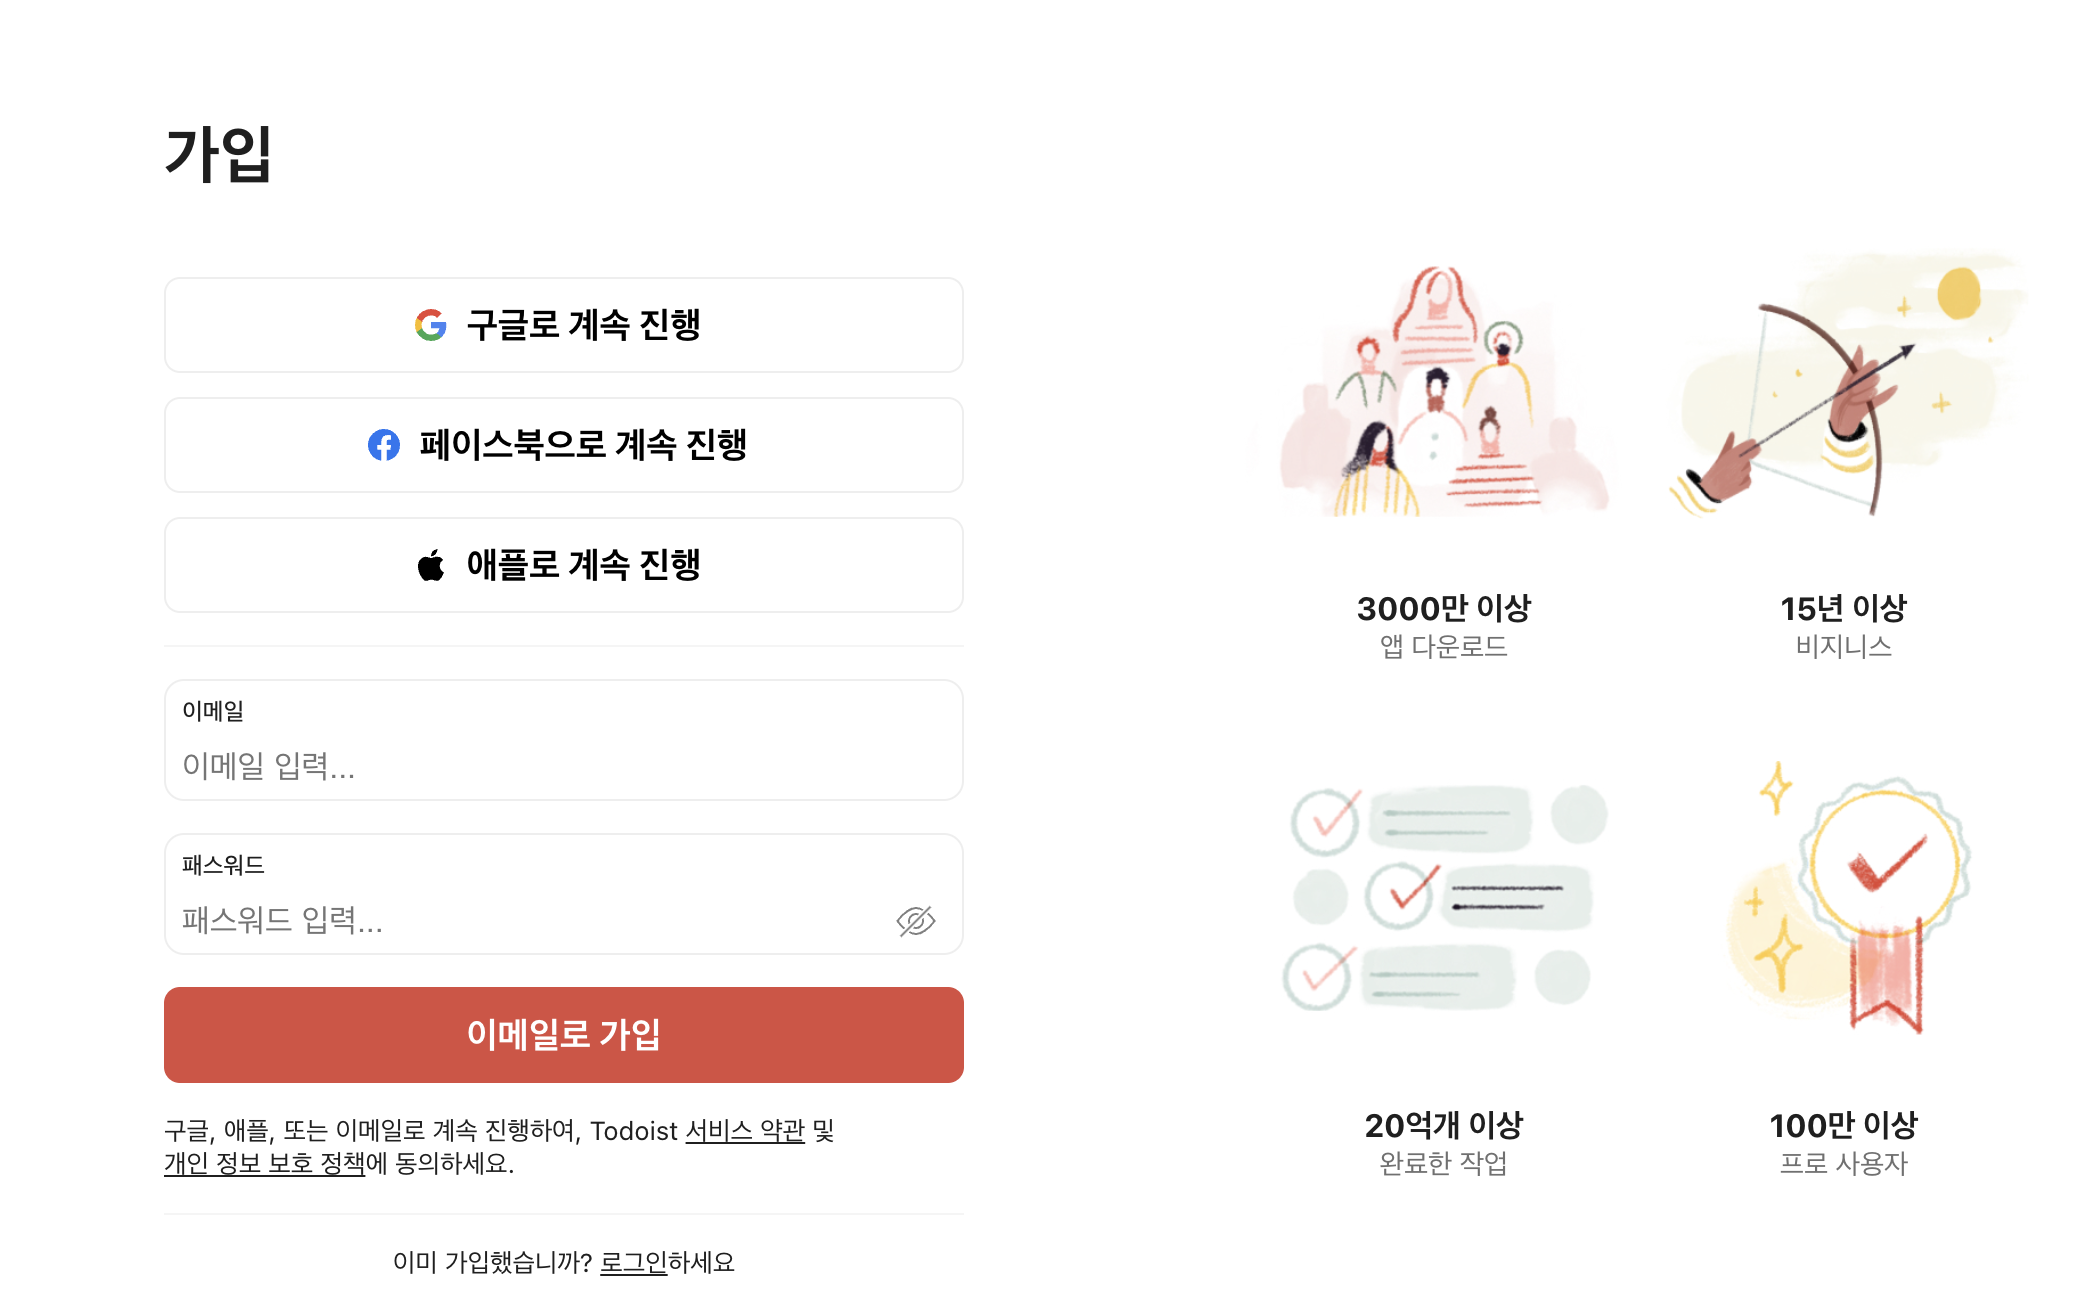 가입
구글로 계속 진행
페이스북으로 계속 진행
애플로 계속 진행
이메일
이메일 입력...
패스워드
패스워드 입력...
이메일로 가입
구글, 애플, 또는 이메일로 계속 진행하여, Todoist 서비스 약관 및
개인 정보 보호 정책에 동의하세요.
이미 가입했습니까? 로그인하세요
3000만 이상
앱 다운로드
15년 이상
비지니스
20억개 이상
완료한 작업
100만 이상
프로 사용자